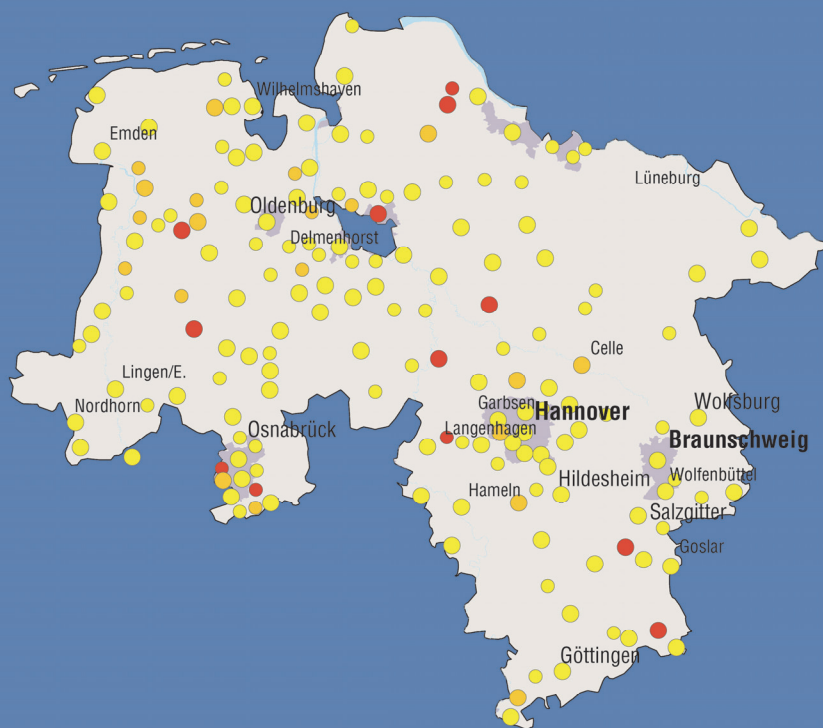 Wilhelmshaven
Emden
Lüneburg
Oldenburg
Delmenhorst
Celle
Lingen/E.
Nordhorn
Garbsen
Hannover
Wolfsburg
Osnabrück
Langenhagen
Braunschweig
Hildesheim
Wolfenbüttel
Hameln
Salzgitter
Goslar
Göttingen